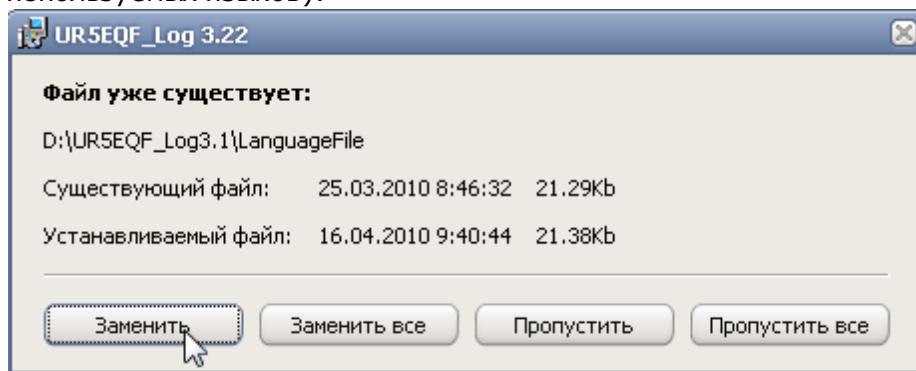 UR5EQF_Log 3.22
Файл уже существует:
D:\UR5EQF_Log3.1\LanguageFile
Существующий файл: 25.03.2010 8:46:32 21.29Kb
Устанавливаемый файл: 16.04.2010 9:40:44 21.38Kb
Заменить Заменить все Пропустить Пропустить все